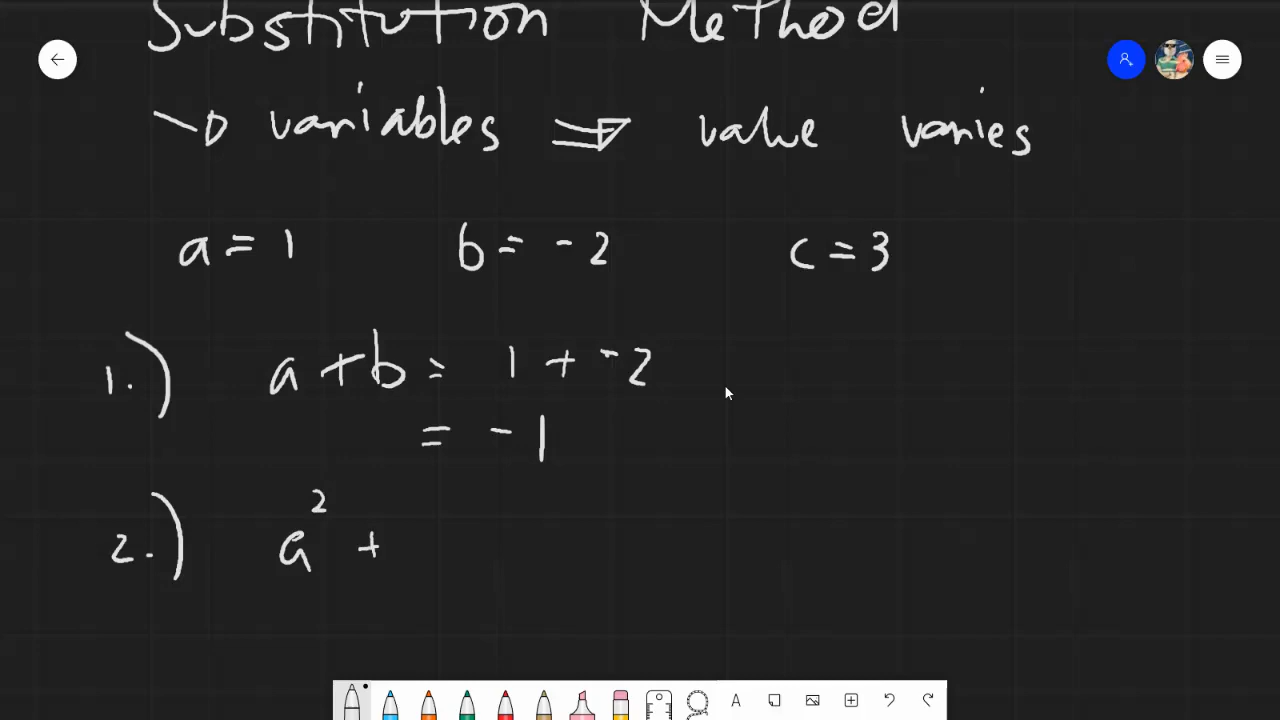 Substitution Method
→ variables ⇒ value varies
a = 1 b = -2 c = 3
1.) a + b = 1 + -2
= -1
2.) a² +
A